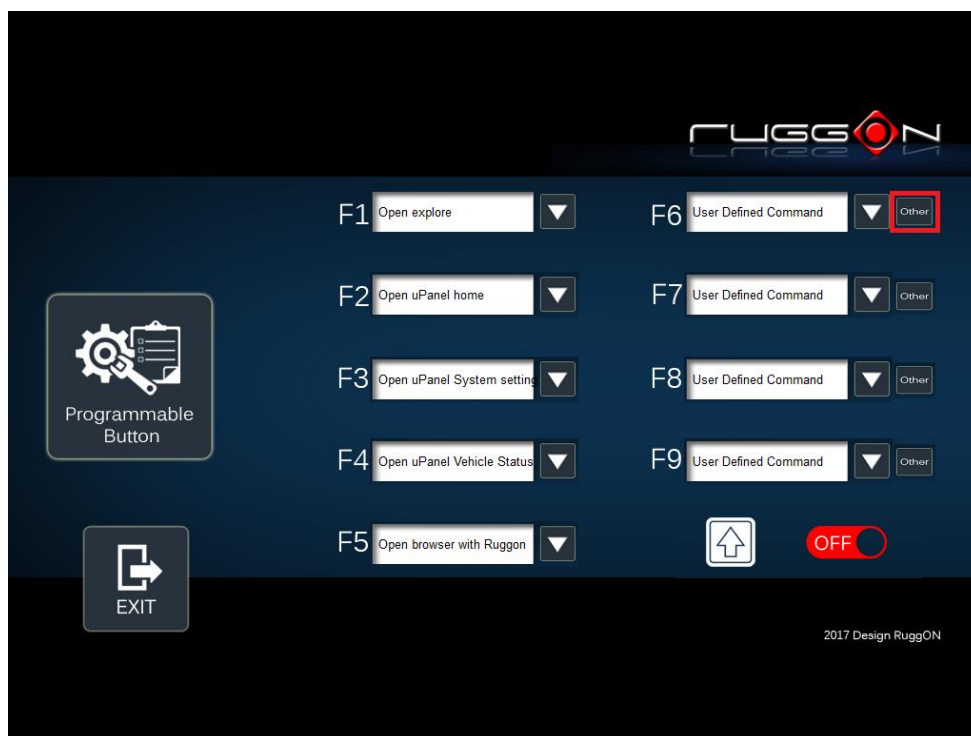 RUGGON
F1 Open explore
F6 User Defined Command Other
F2 Open uPanel home
F7 User Defined Command Other
F3 Open uPanel System setting
F8 User Defined Command Other
Programmable
Button
F4 Open uPanel Vehicle Status
F9 User Defined Command Other
F5 Open browser with Ruggon
OFF
EXIT
2017 Design RuggON